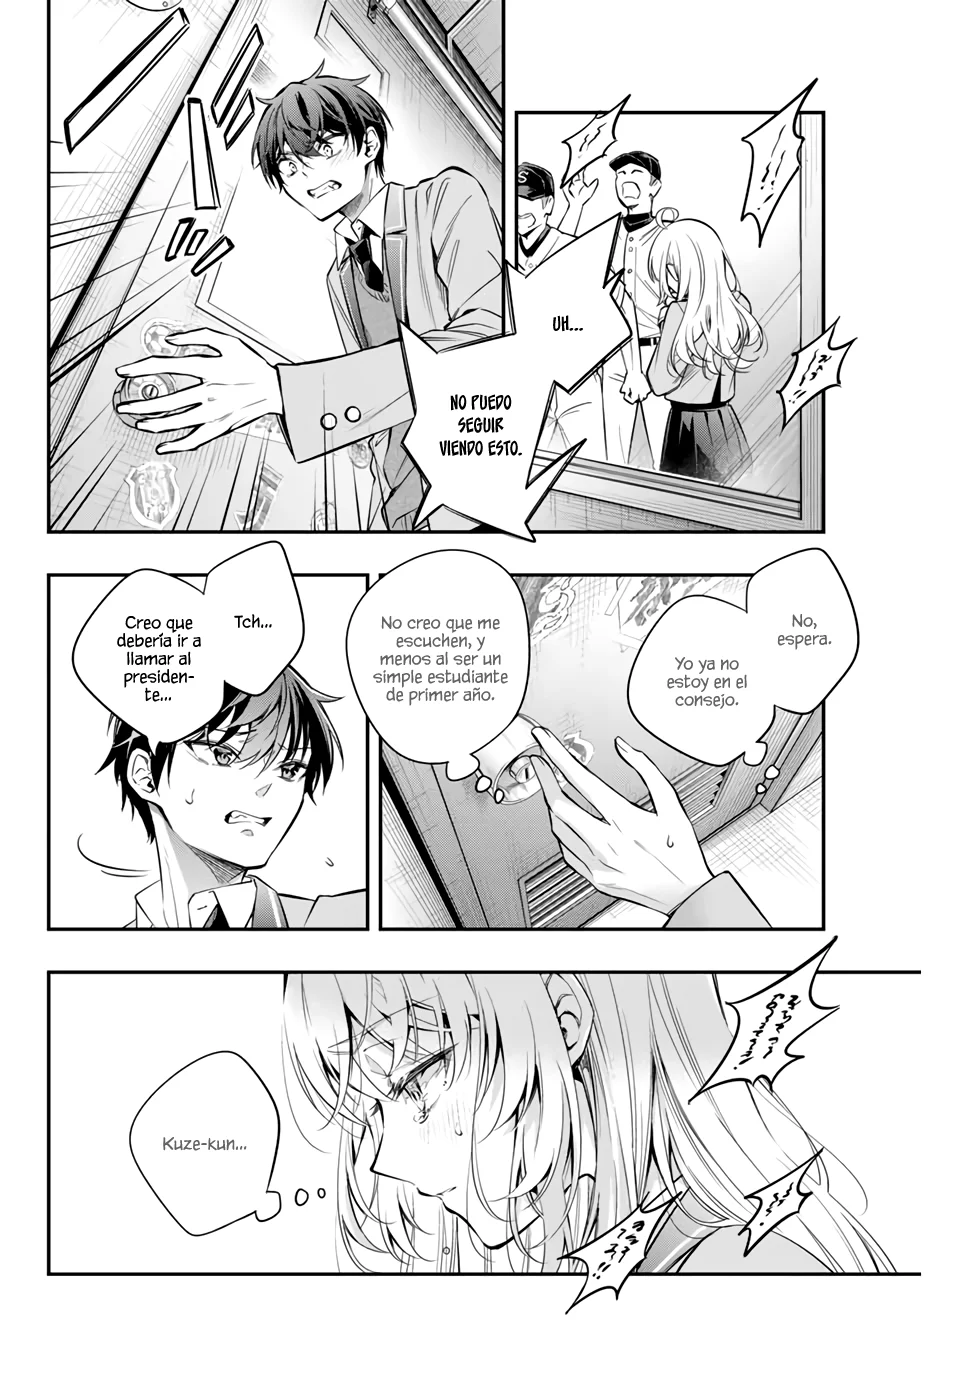 UH...
NO PUEDO
SEGUIR
VIENDO ESTO.
No,
espera.
Yo ya no
estoy en el
consejo.
No creo que me
escuchen, y
menos al ser un
simple estudiante
de primer año.
Tch...
Creo que
debería ir a
llamar al
presiden-
te...
Kuze-kun...